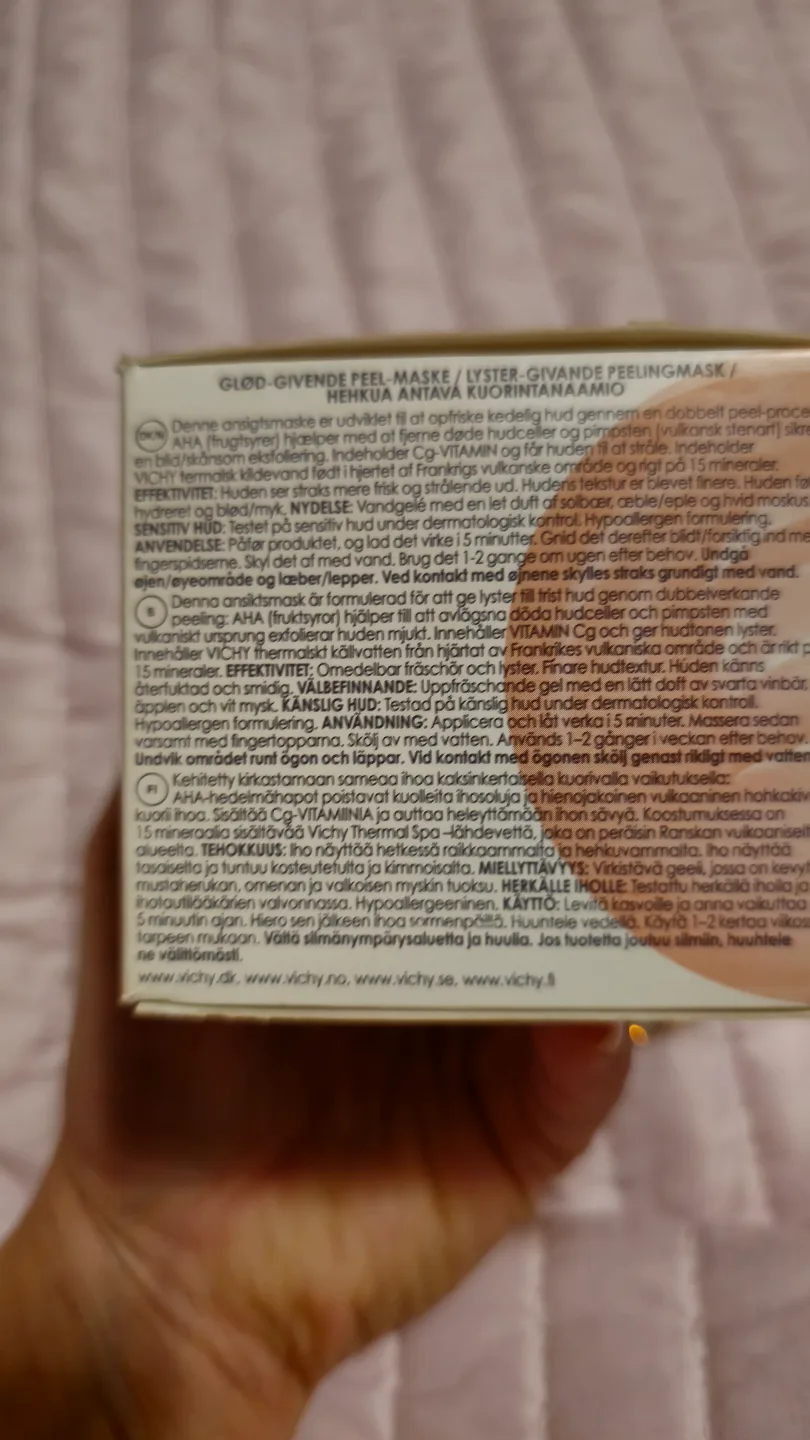 GLØD-GIVENDE PEEL-MASKE / LYSTER-GIVANDE PEELINGMASK /
HEHKUA ANTAVA KUORINTANAAMIO
DK/N Denne ansigtsmaske er udviklet til at opfriske kedelig hud gennem en dobbelt peel-proce
AHA (frugtsyrer) hjælper med at fjerne døde hudceller og pimpsten (vulkansk stenart) sikre
en blid/skånsom eksfoliering. Indeholder Cg-VITAMIN og får huden til at stråle. Indeholder
VICHY termalsk kildevand født i hjertet af Frankrigs vulkanske område og rigt på 15 mineraler.
EFFEKTIVITET: Huden ser straks mere frisk og strålende ud. Hudens tekstur er blevet finere. Huden fø
hydreret og blød/myk. NYDELSE: Vandgelé med en let duft af solbær, æble/eple og hvid moskus
SENSITIV HUD: Testet på sensitiv hud under dermatologisk kontrol. Hypoallergen formulering.
ANVENDELSE: Påfør produktet, og lad det virke i 5 minutter. Gnid det derefter blidt/forsiktig ind me
fingerspidserne. Skyl det af med vand. Brug det 1-2 gange om ugen efter behov. Undgå
øjen/øyeområde og læber/lepper. Ved kontakt med øjnene skylles straks grundigt med vand.
S Denna ansiktsmask är formulerad för att ge lyster till trist hud genom dubbelverkande
peeling: AHA (fruktsyror) hjälper till att avlägsna döda hudceller och pimpsten med
vulkaniskt ursprung exfolierar huden mjukt. Innehåller VITAMIN Cg och ger hudtonen lyster.
Innehåller VICHY thermalskt källvatten från hjärtat av Frankrikes vulkaniska område och är rikt p
15 mineraler. EFFEKTIVITET: Omedelbar fräschör och lyster. Finare hudtextur. Huden känns
återfuktad och smidig. VÄLBEFINNANDE: Uppfräschande gel med en lätt doft av svarta vinbär,
äpplen och vit mysk. KÄNSLIG HUD: Testad på känslig hud under dermatologisk kontroll.
Hypoallergen formulering. ANVÄNDNING: Applicera och låt verka i 5 minuter. Massera sedan
varsamt med fingertopparna. Skölj av med vatten. Används 1–2 gånger i veckan efter behov.
Undvik området runt ögon och läppar. Vid kontakt med ögonen skölj genast rikligt med vatten
FI Kehitetty kirkastamaan sameaa ihoa kaksinkertaisella kuorivalla vaikutuksella:
AHA-hedelmähapot poistavat kuolleita ihosoluja ja hienojakoinen vulkaaninen hohkakiv
kuorii ihoa. Sisältää Cg-VITAMIINIA ja auttaa heleyttämään ihon sävyä. Koostumuksessa on
15 mineraalia sisältävää Vichy Thermal Spa –lähdevettä, joka on peräisin Ranskan vulkaaniselt
alueelta. TEHOKKUUS: Iho näyttää hetkessä raikkaammalta ja hehkuvammalta. Iho näyttää
tasaiselta ja tuntuu kosteutetulta ja kimmoisalta. MIELLYTTÄVYYS: Virkistävä geeli, jossa on kevyt
mustaherukan, omenan ja valkoisen myskin tuoksu. HERKÄLLE IHOLLE: Testattu herkällä iholla ja
ihotautilääkärien valvonnassa. Hypoallergeeninen. KÄYTTÖ: Levitä kasvoille ja anna vaikuttaa
5 minuutin ajan. Hiero sen jälkeen ihoa sormenpäillä. Huuhtele vedellä. Käytä 1–2 kertaa viikos
tarpeen mukaan. Vältä silmänympärysaluetta ja huulia. Jos tuotetta joutuu silmiin, huuhtele
ne välittömästi.
www.vichy.dk, www.vichy.no, www.vichy.se, www.vichy.fi